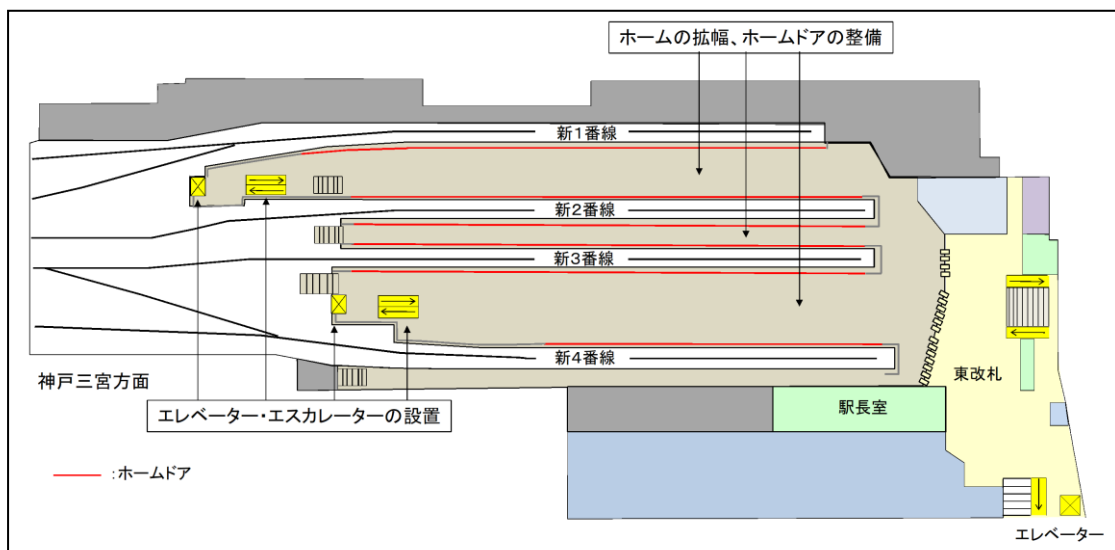 ホームの拡幅、ホームドアの整備
新1番線
新2番線
新3番線
新4番線
神戸三宮方面
東改札
エレベーター・エスカレーターの設置
駅長室
:ホームドア
エレベーター